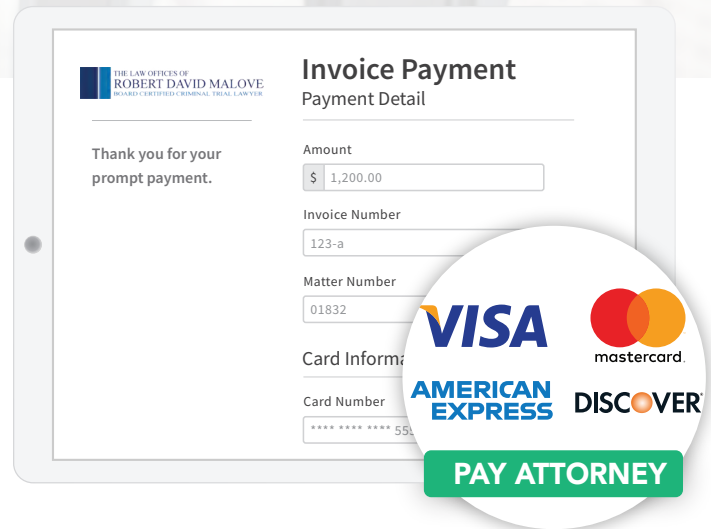 THE LAW OFFICES OF
ROBERT DAVID MALOVE
BOARD CERTIFIED CRIMINAL TRIAL LAWYER
Thank you for your
prompt payment.
Invoice Payment
Payment Detail
Amount
$ 1,200.00
Invoice Number
123-a
Matter Number
01832
Card Informa
Card Number
**** **** **** 555
VISA
mastercard.
AMERICAN
EXPRESS
DISCOVER
PAY ATTORNEY